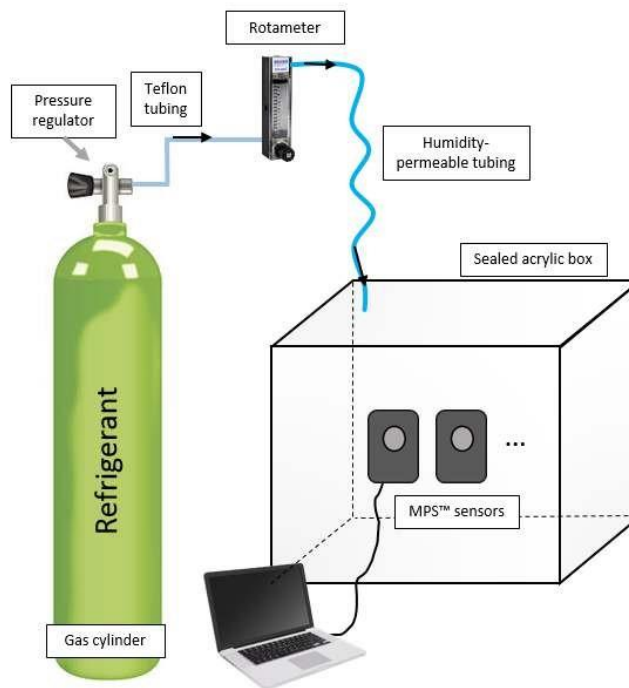 Rotameter
Teflon
tubing
Pressure
regulator
Humidity-
permeable tubing
Sealed acrylic box
Refrigerant
...
MPS™ sensors
Gas cylinder